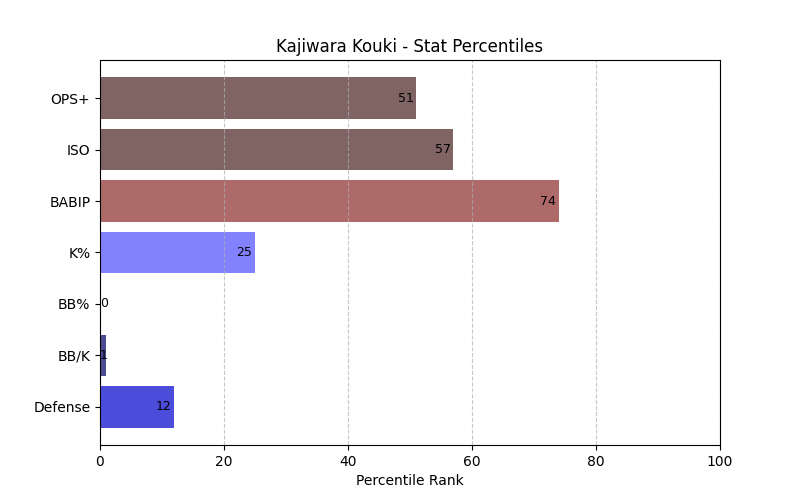 Kajiwara Kouki - Stat Percentiles
OPS+ 51
ISO 57
BABIP 74
K% 25
BB% 0
BB/K 1
Defense 12
0 20 40 60 80 100
Percentile Rank